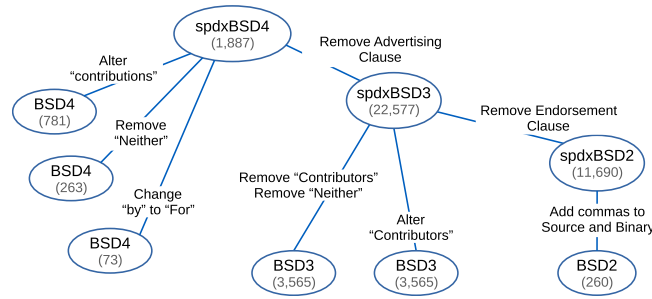 spdxBSD4
(1,887)
Remove Advertising
Clause
Alter
“contributions”
spdxBSD3
(22,577)
BSD4
(781)
Remove Endorsement
Clause
Remove
“Neither”
spdxBSD2
(11,690)
BSD4
(263)
Remove “Contributors”
Remove “Neither”
Change
“by” to “For”
Alter
“Contributors”
Add commas to
Source and Binary
BSD4
(73)
BSD3
(3,565)
BSD3
(3,565)
BSD2
(260)